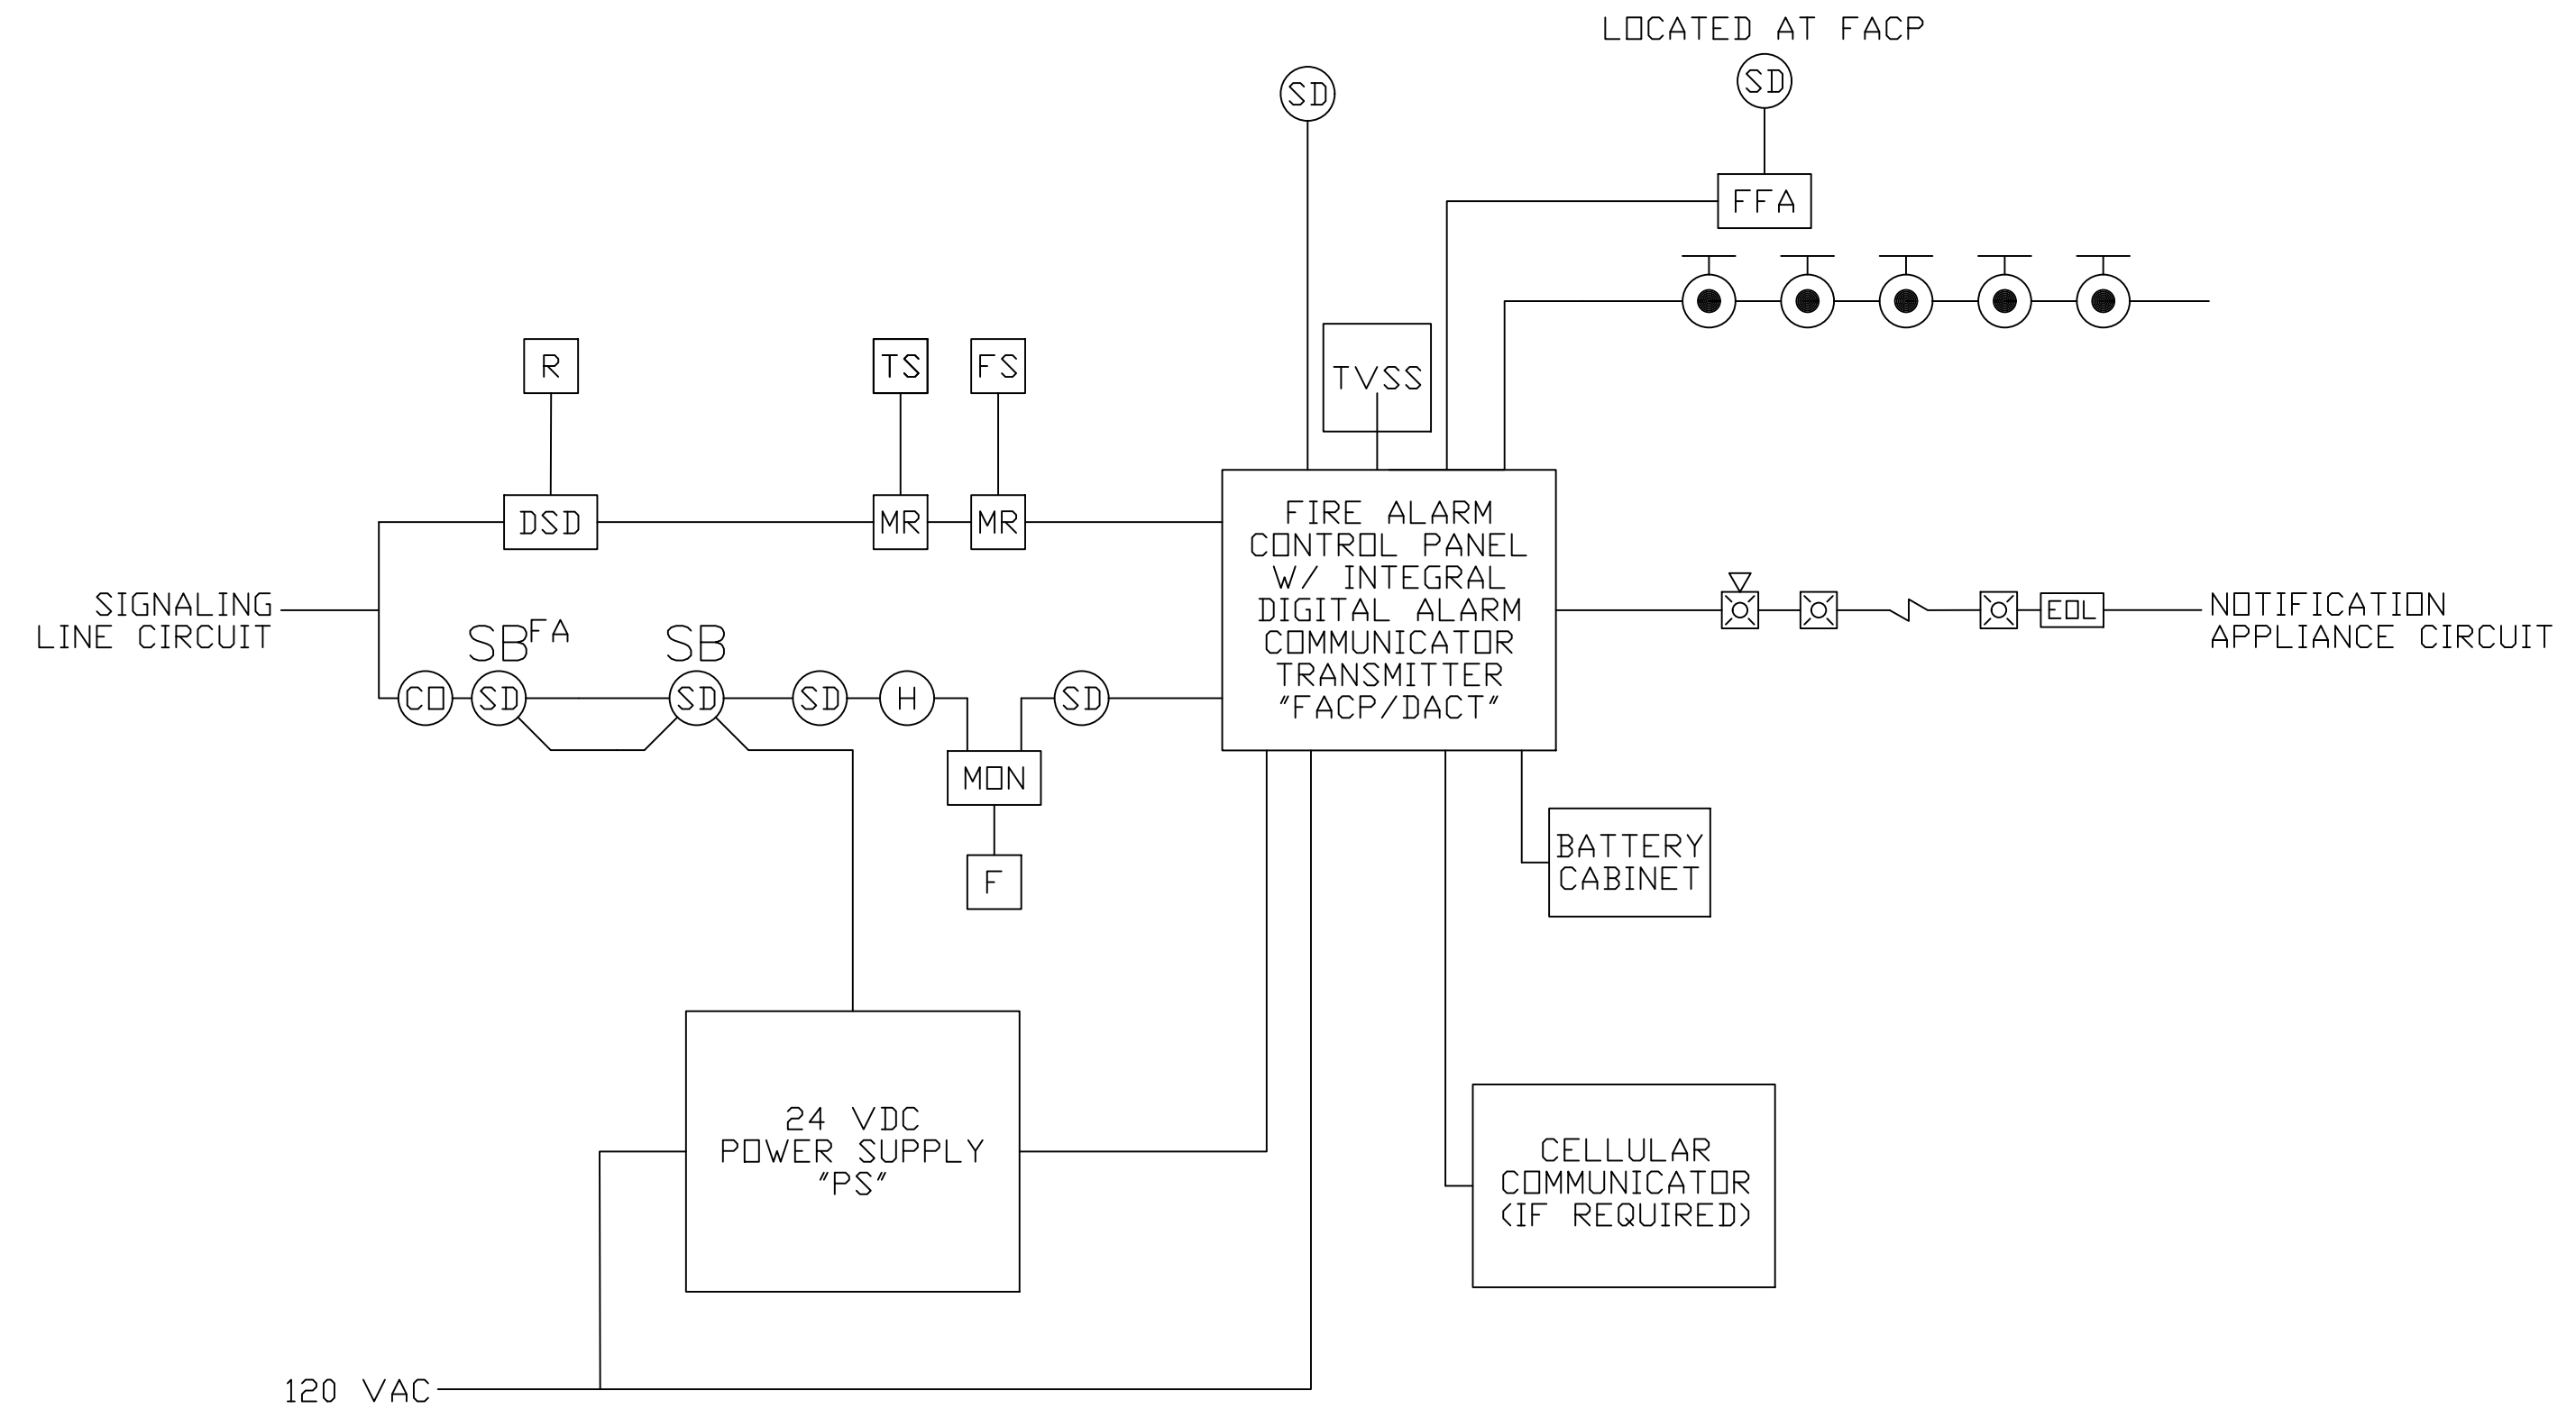 LOCATED AT FACP
SD
SD
FFA
R
TS
FS
TVSS
DSD
MR
MR
FIRE ALARM
CONTROL PANEL
W/ INTEGRAL
DIGITAL ALARM
COMMUNICATOR
TRANSMITTER
"FACP/DACT"
SIGNALING
LINE CIRCUIT
EOL
NOTIFICATION
APPLIANCE CIRCUIT
SB FA
SB
CO
SD
SD
SD
H
SD
MON
F
BATTERY
CABINET
24 VDC
POWER SUPPLY
"PS"
CELLULAR
COMMUNICATOR
(IF REQUIRED)
120 VAC